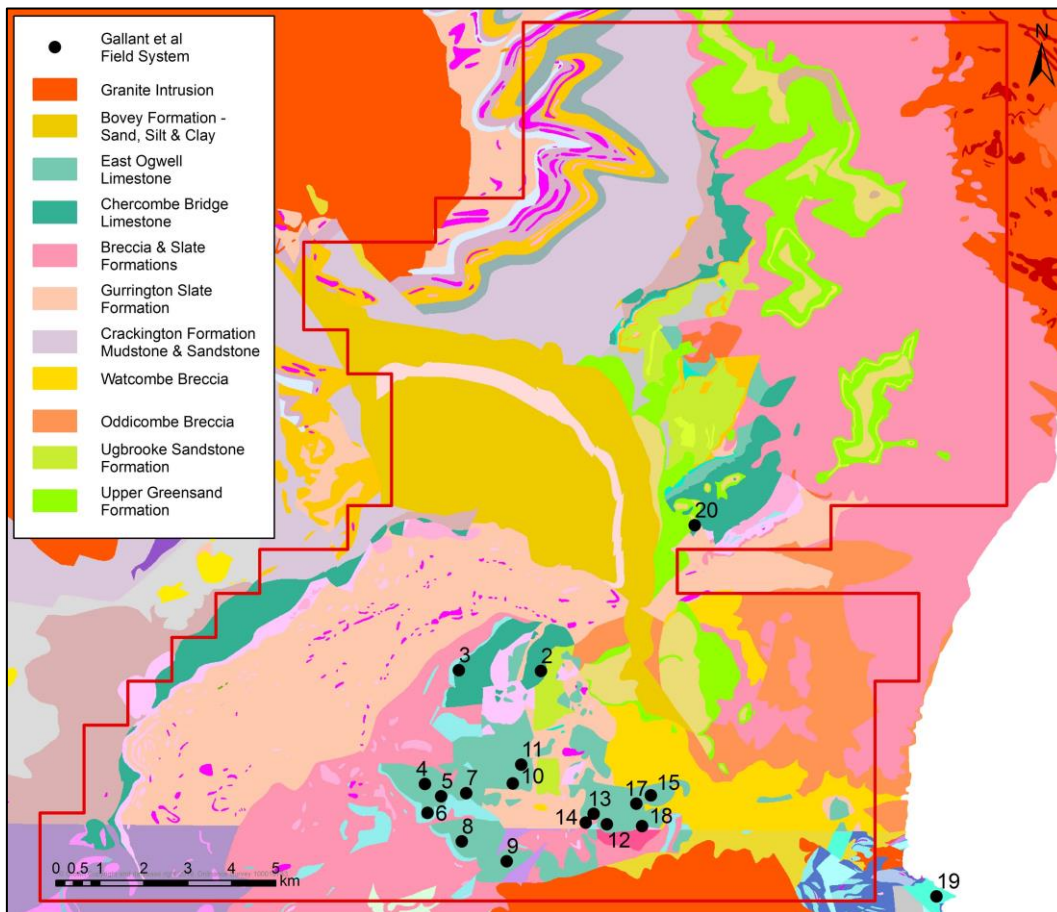 Gallant et al
Field System
Granite Intrusion
Bovey Formation -
Sand, Silt & Clay
East Ogwell
Limestone
Chercombe Bridge
Limestone
Breccia & Slate
Formations
Gurrington Slate
Formation
Crackington Formation
Mudstone & Sandstone
Watcombe Breccia
Oddicombe Breccia
Ugbrooke Sandstone
Formation
Upper Greensand
Formation
N
20
3
2
11
4
5
7
10
6
13
17
15
14
12
18
8
9
19
0 0.5 1 2 3 4 5
km